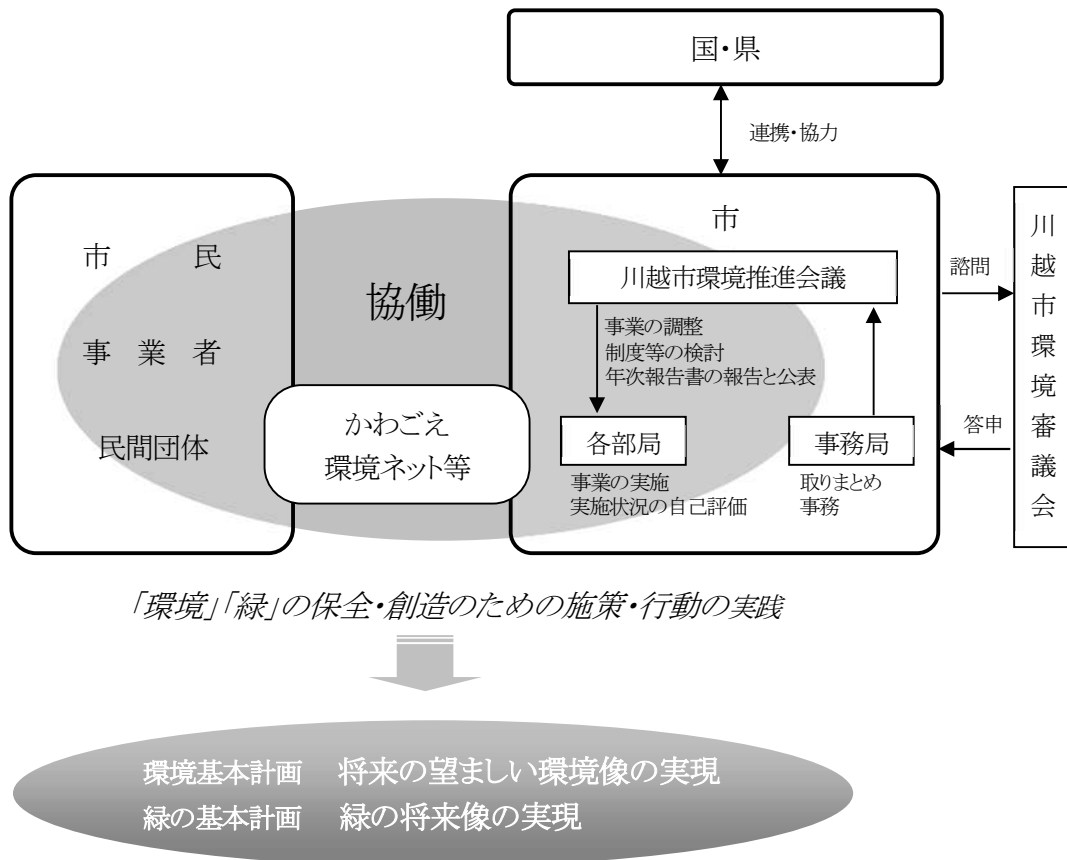 国・県
連携・協力
市　民
事 業 者
民間団体
協働
かわごえ
環境ネット等
市
川越市環境推進会議
事業の調整
制度等の検討
年次報告書の報告と公表
各部局
事業の実施
実施状況の自己評価
事務局
取りまとめ
事務
諮問
答申
川越市環境審議会
「環境」「緑」の保全・創造のための施策・行動の実践
環境基本計画　将来の望ましい環境像の実現
緑の基本計画　緑の将来像の実現